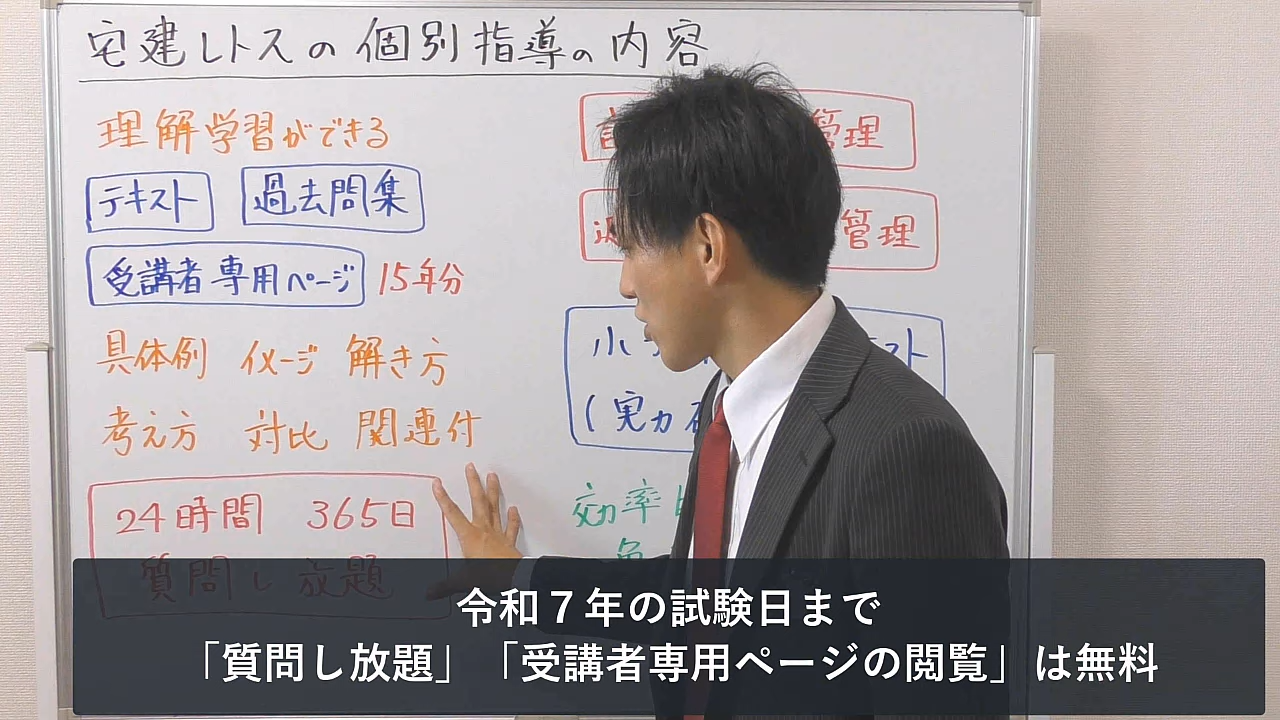 宅建レトスの個別指導の内容
理解学習ができる
テキスト 過去問集
受講者専用ページ 15年分
具体例 イメージ 解き方
考え方 対比 関連付
24時間 365日
質問し放題
管理
管理
小
スト
(実力
効率
令和７年の試験日まで
「質問し放題」「受講者専用ページの閲覧」は無料